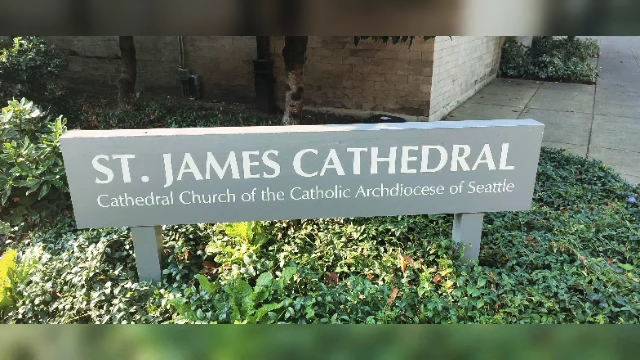 ST. JAMES CATHEDRAL
Cathedral Church of the Catholic Archdiocese of Seattle